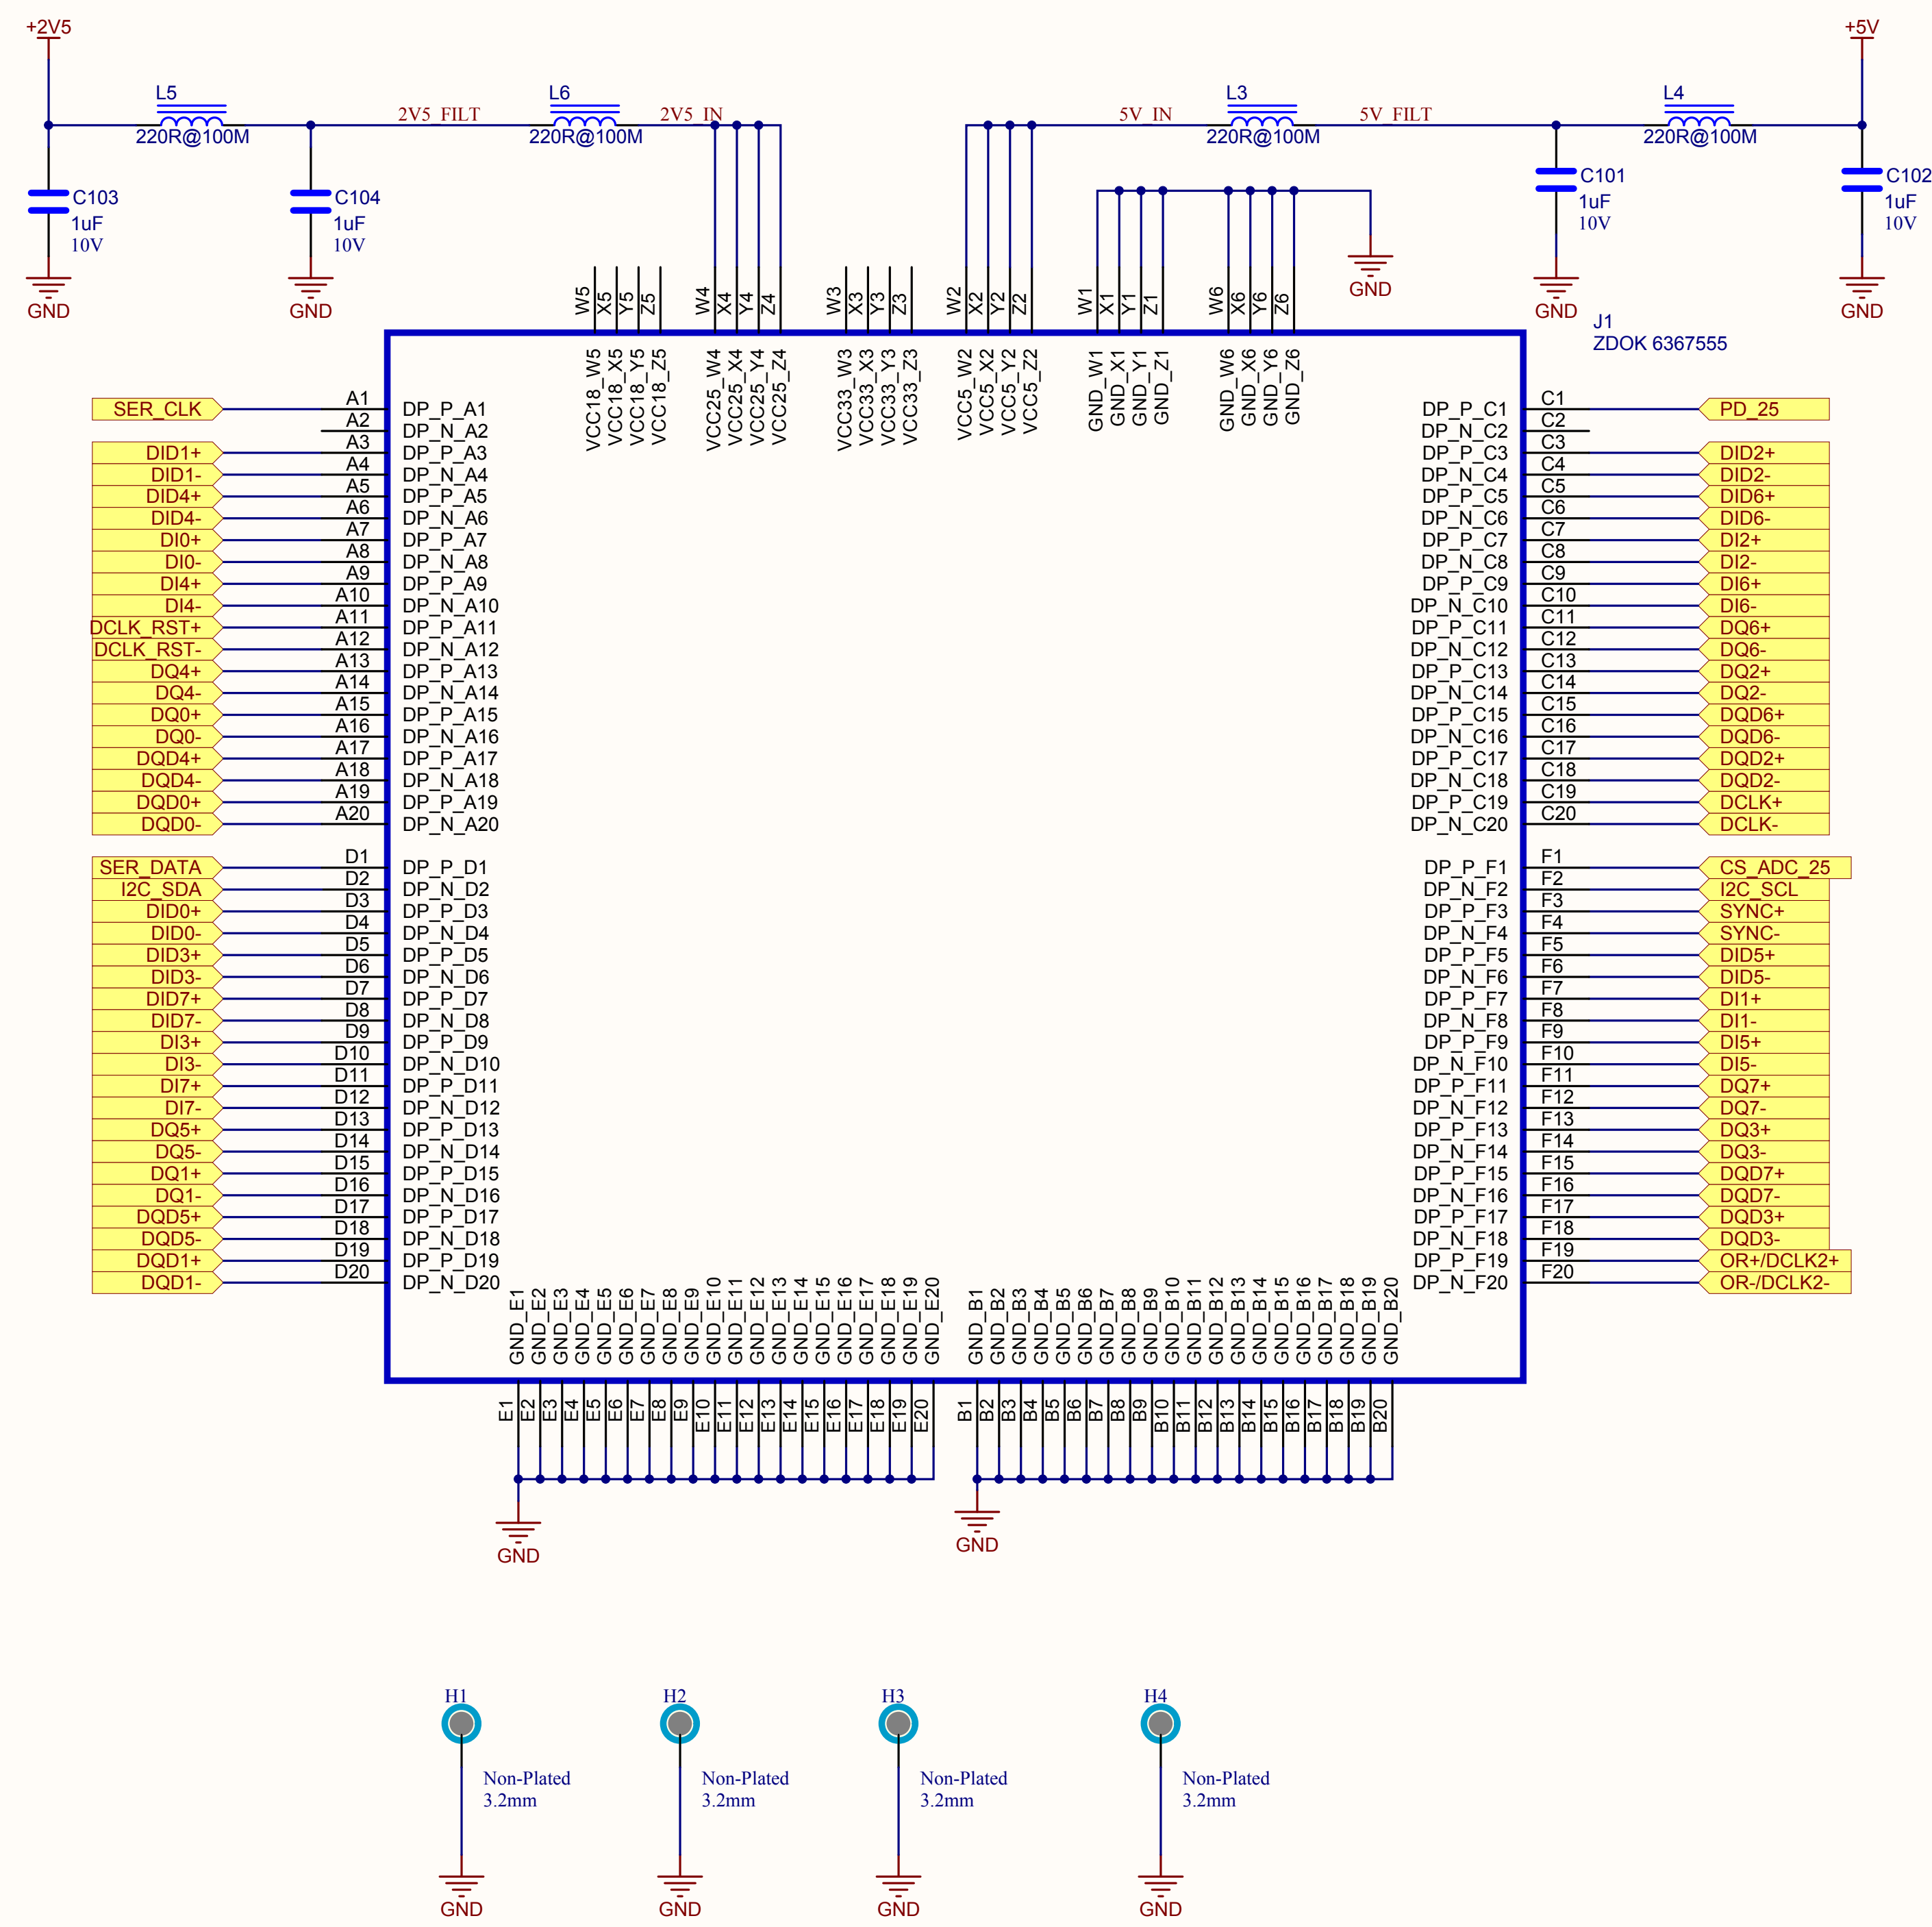 +2V5
+5V
L5
L6
L3
L4
2V5_FILT
2V5_IN
5V_IN
5V_FILT
220R@100M
220R@100M
220R@100M
220R@100M
C103
1uF
10V
C104
1uF
10V
C101
1uF
10V
C102
1uF
10V
GND
GND
GND
GND
GND
W5 X5 Y5 Z5
W4 X4 Y4 Z4
W3 X3 Y3 Z3
W2 X2 Y2 Z2
W1 X1 Y1 Z1
W6 X6 Y6 Z6
J1
ZDOK 6367555
VCC18_W5 VCC18_X5 VCC18_Y5 VCC18_Z5
VCC25_W4 VCC25_X4 VCC25_Y4 VCC25_Z4
VCC33_W3 VCC33_X3 VCC33_Y3 VCC33_Z3
VCC5_W2 VCC5_X2 VCC5_Y2 VCC5_Z2
GND_W1 GND_X1 GND_Y1 GND_Z1
GND_W6 GND_X6 GND_Y6 GND_Z6
SER_CLK A1 DP_P_A1
A2 DP_N_A2
DID1+ A3 DP_P_A3
DID1- A4 DP_N_A4
DID4+ A5 DP_P_A5
DID4- A6 DP_N_A6
DI0+ A7 DP_P_A7
DI0- A8 DP_N_A8
DI4+ A9 DP_P_A9
DI4- A10 DP_N_A10
DCLK_RST+ A11 DP_P_A11
DCLK_RST- A12 DP_N_A12
DQ4+ A13 DP_P_A13
DQ4- A14 DP_N_A14
DQ0+ A15 DP_P_A15
DQ0- A16 DP_N_A16
DQD4+ A17 DP_P_A17
DQD4- A18 DP_N_A18
DQD0+ A19 DP_P_A19
DQD0- A20 DP_N_A20
DP_P_C1 C1 PD_25
DP_N_C2 C2
DP_P_C3 C3 DID2+
DP_N_C4 C4 DID2-
DP_P_C5 C5 DID6+
DP_N_C6 C6 DID6-
DP_P_C7 C7 DI2+
DP_N_C8 C8 DI2-
DP_P_C9 C9 DI6+
DP_N_C10 C10 DI6-
DP_P_C11 C11 DQ6+
DP_N_C12 C12 DQ6-
DP_P_C13 C13 DQ2+
DP_N_C14 C14 DQ2-
DP_P_C15 C15 DQD6+
DP_N_C16 C16 DQD6-
DP_P_C17 C17 DQD2+
DP_N_C18 C18 DQD2-
DP_P_C19 C19 DCLK+
DP_N_C20 C20 DCLK-
SER_DATA D1 DP_P_D1
I2C_SDA D2 DP_N_D2
DID0+ D3 DP_P_D3
DID0- D4 DP_N_D4
DID3+ D5 DP_P_D5
DID3- D6 DP_N_D6
DID7+ D7 DP_P_D7
DID7- D8 DP_N_D8
DI3+ D9 DP_P_D9
DI3- D10 DP_N_D10
DI7+ D11 DP_P_D11
DI7- D12 DP_N_D12
DQ5+ D13 DP_P_D13
DQ5- D14 DP_N_D14
DQ1+ D15 DP_P_D15
DQ1- D16 DP_N_D16
DQD5+ D17 DP_P_D17
DQD5- D18 DP_N_D18
DQD1+ D19 DP_P_D19
DQD1- D20 DP_N_D20
DP_P_F1 F1 CS_ADC_25
DP_N_F2 F2 I2C_SCL
DP_P_F3 F3 SYNC+
DP_N_F4 F4 SYNC-
DP_P_F5 F5 DID5+
DP_N_F6 F6 DID5-
DP_P_F7 F7 DI1+
DP_N_F8 F8 DI1-
DP_P_F9 F9 DI5+
DP_N_F10 F10 DI5-
DP_P_F11 F11 DQ7+
DP_N_F12 F12 DQ7-
DP_P_F13 F13 DQ3+
DP_N_F14 F14 DQ3-
DP_P_F15 F15 DQD7+
DP_N_F16 F16 DQD7-
DP_P_F17 F17 DQD3+
DP_N_F18 F18 DQD3-
DP_P_F19 F19 OR+/DCLK2+
DP_N_F20 F20 OR-/DCLK2-
GND_E1 GND_E2 GND_E3 GND_E4 GND_E5 GND_E6 GND_E7 GND_E8 GND_E9 GND_E10 GND_E11 GND_E12 GND_E13 GND_E14 GND_E15 GND_E16 GND_E17 GND_E18 GND_E19 GND_E20
GND_B1 GND_B2 GND_B3 GND_B4 GND_B5 GND_B6 GND_B7 GND_B8 GND_B9 GND_B10 GND_B11 GND_B12 GND_B13 GND_B14 GND_B15 GND_B16 GND_B17 GND_B18 GND_B19 GND_B20
E1 E2 E3 E4 E5 E6 E7 E8 E9 E10 E11 E12 E13 E14 E15 E16 E17 E18 E19 E20
B1 B2 B3 B4 B5 B6 B7 B8 B9 B10 B11 B12 B13 B14 B15 B16 B17 B18 B19 B20
GND
GND
H1
Non-Plated
3.2mm
GND
H2
Non-Plated
3.2mm
GND
H3
Non-Plated
3.2mm
GND
H4
Non-Plated
3.2mm
GND